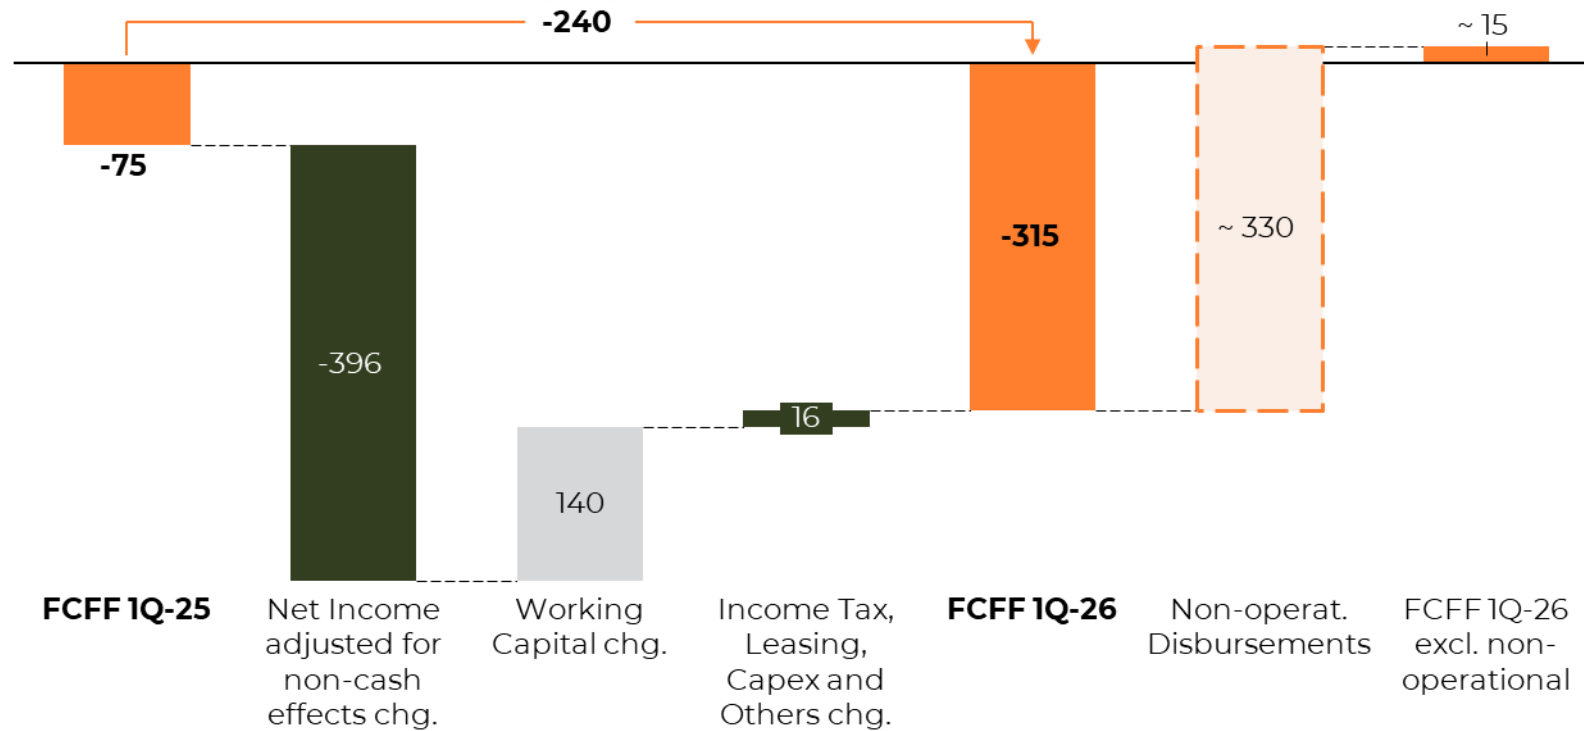 -240
~ 15
-75
-396
140
16
-315
~ 330
FCFF 1Q-25
Net Income
adjusted for
non-cash
effects chg.
Working
Capital chg.
Income Tax,
Leasing,
Capex and
Others chg.
FCFF 1Q-26
Non-operat.
Disbursements
FCFF 1Q-26
excl. non-
operational